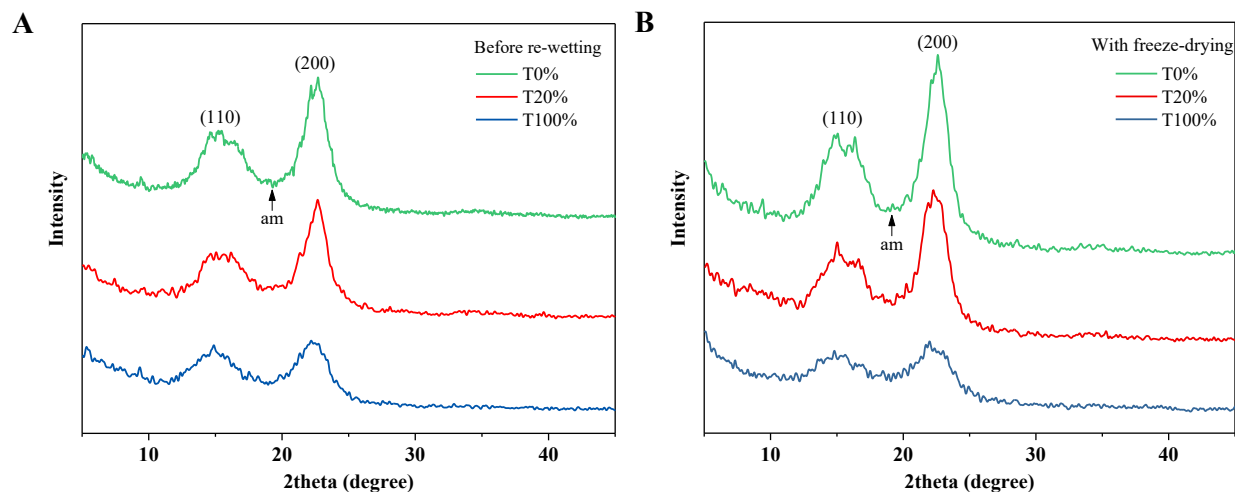 A
Before re-wetting
T0%
T20%
T100%
(200)
(110)
am
Intensity
10
20
30
40
2theta (degree)
B
With freeze-drying
T0%
T20%
T100%
(200)
(110)
am
Intensity
10
20
30
40
2theta (degree)